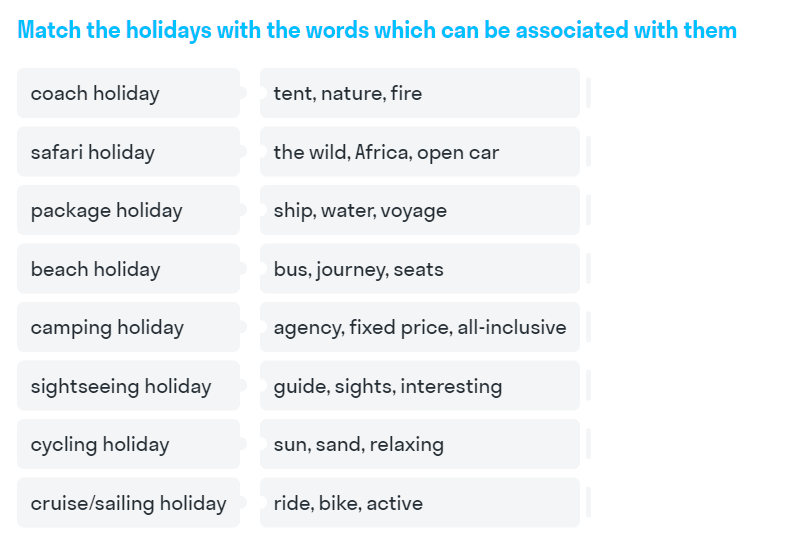 Match the holidays with the words which can be associated with them
coach holiday
tent, nature, fire
safari holiday
the wild, Africa, open car
package holiday
ship, water, voyage
beach holiday
bus, journey, seats
camping holiday
agency, fixed price, all-inclusive
sightseeing holiday
guide, sights, interesting
cycling holiday
sun, sand, relaxing
cruise/sailing holiday
ride, bike, active